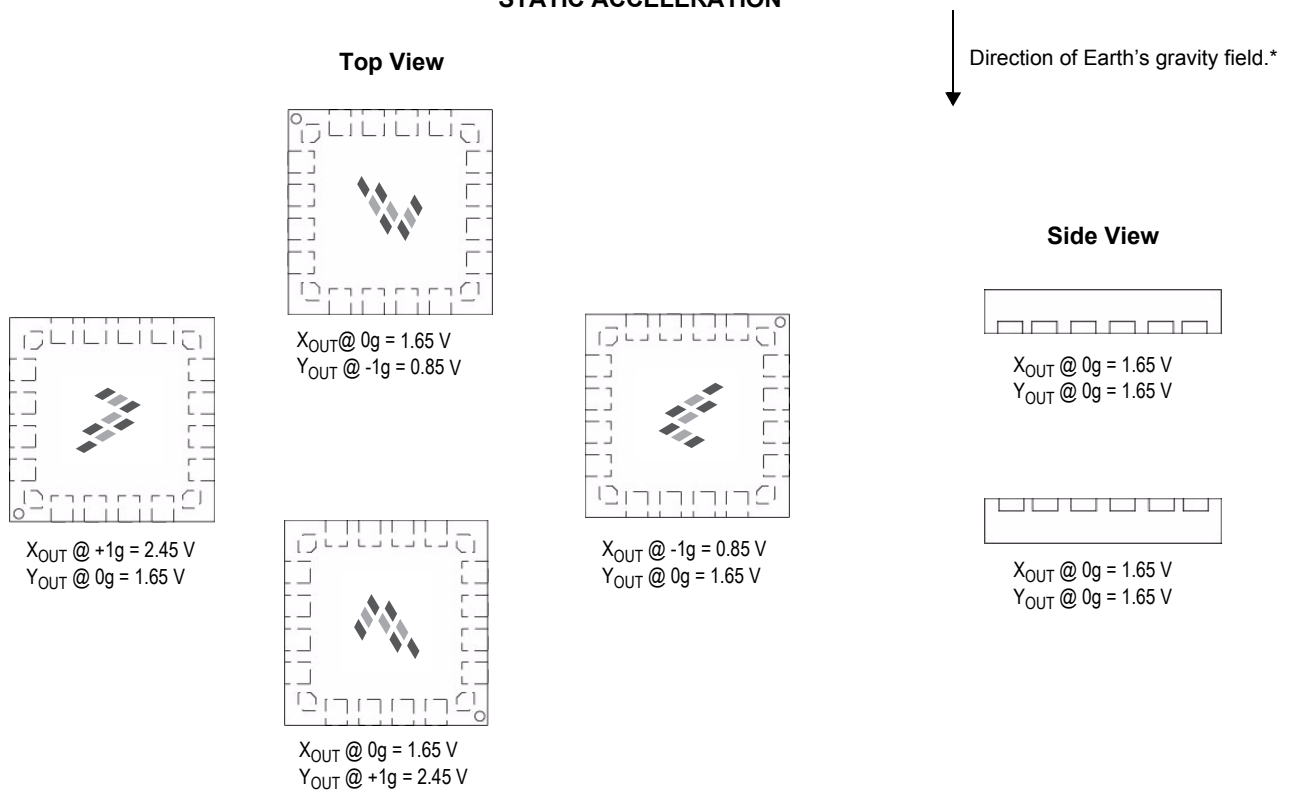 STATIC ACCELERATION
Direction of Earth's gravity field.*
Top View
XOUT@ 0g = 1.65 V
YOUT @ -1g = 0.85 V
Side View
XOUT @ +1g = 2.45 V
YOUT @ 0g = 1.65 V
XOUT @ -1g = 0.85 V
YOUT @ 0g = 1.65 V
XOUT @ 0g = 1.65 V
YOUT @ +1g = 2.45 V
XOUT @ 0g = 1.65 V
YOUT @ 0g = 1.65 V
XOUT @ 0g = 1.65 V
YOUT @ 0g = 1.65 V